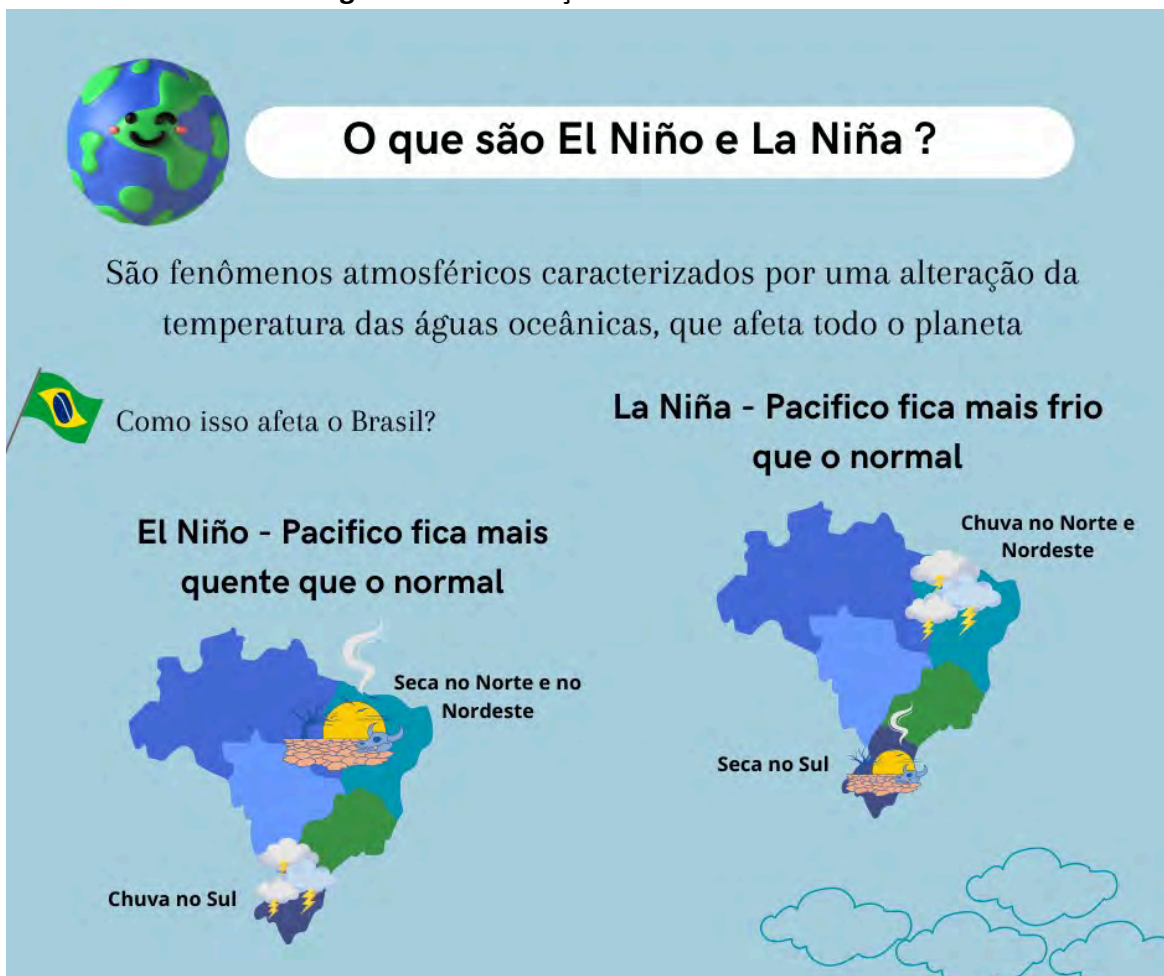 O que são El Niño e La Niña ?
São fenômenos atmosféricos caracterizados por uma alteração da
temperatura das águas oceânicas, que afeta todo o planeta
Como isso afeta o Brasil?
El Niño - Pacifico fica mais
quente que o normal
Seca no Norte e no
Nordeste
Chuva no Sul
La Niña - Pacifico fica mais frio
que o normal
Chuva no Norte e
Nordeste
Seca no Sul